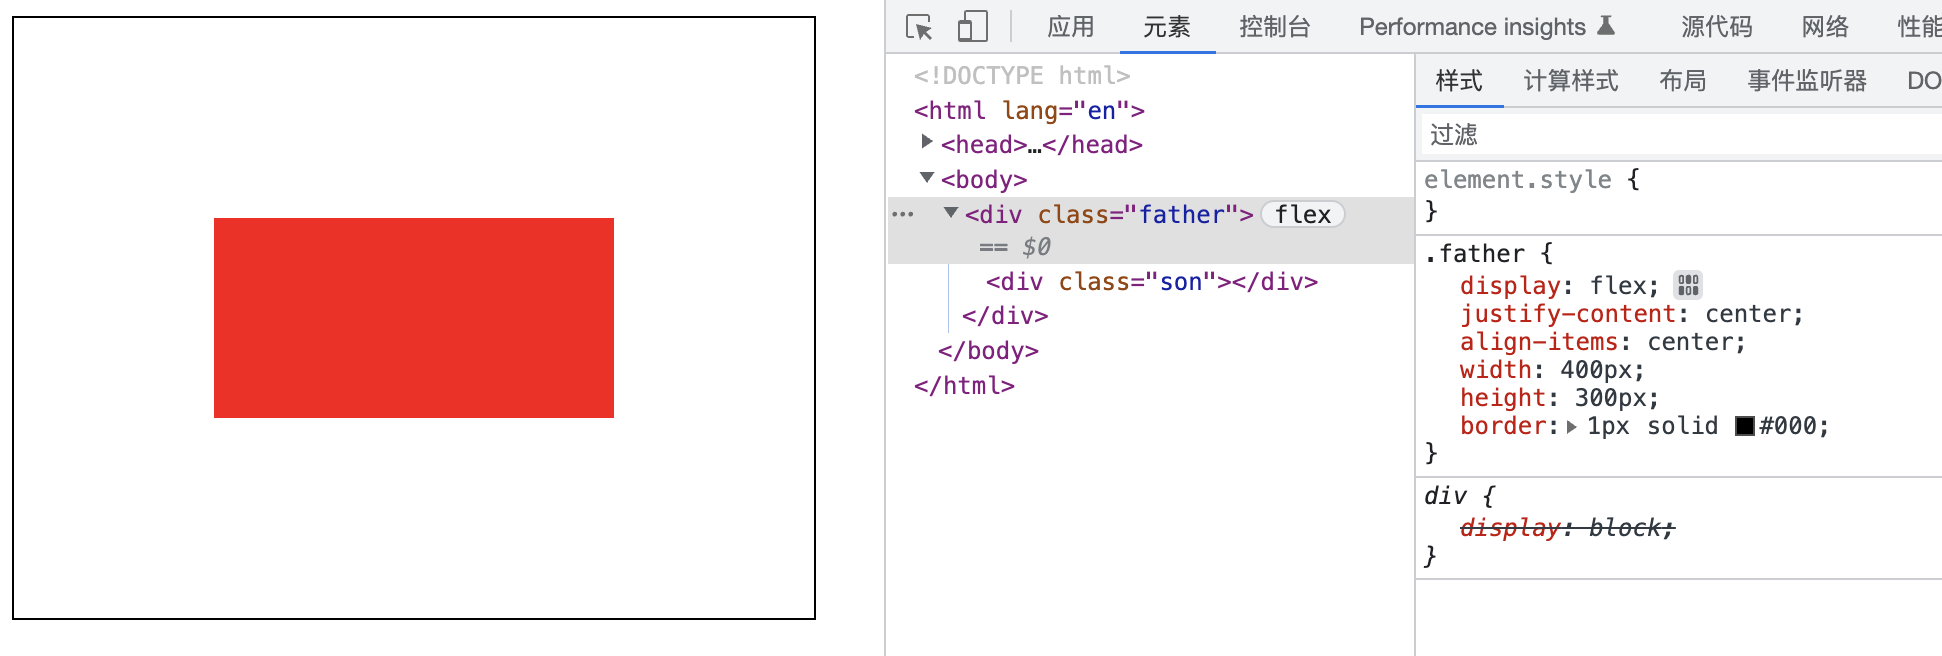 应用 元素 控制台 Performance insights 源代码 网络 性能
<!DOCTYPE html>
<html lang="en">
<head>…</head>
<body>
<div class="father"> flex
== $0
<div class="son"></div>
</div>
</body>
</html>
样式 计算样式 布局 事件监听器 DO
过滤
element.style {
}
.father {
display: flex;
justify-content: center;
align-items: center;
width: 400px;
height: 300px;
border: 1px solid #000;
}
div {
display: block;
}